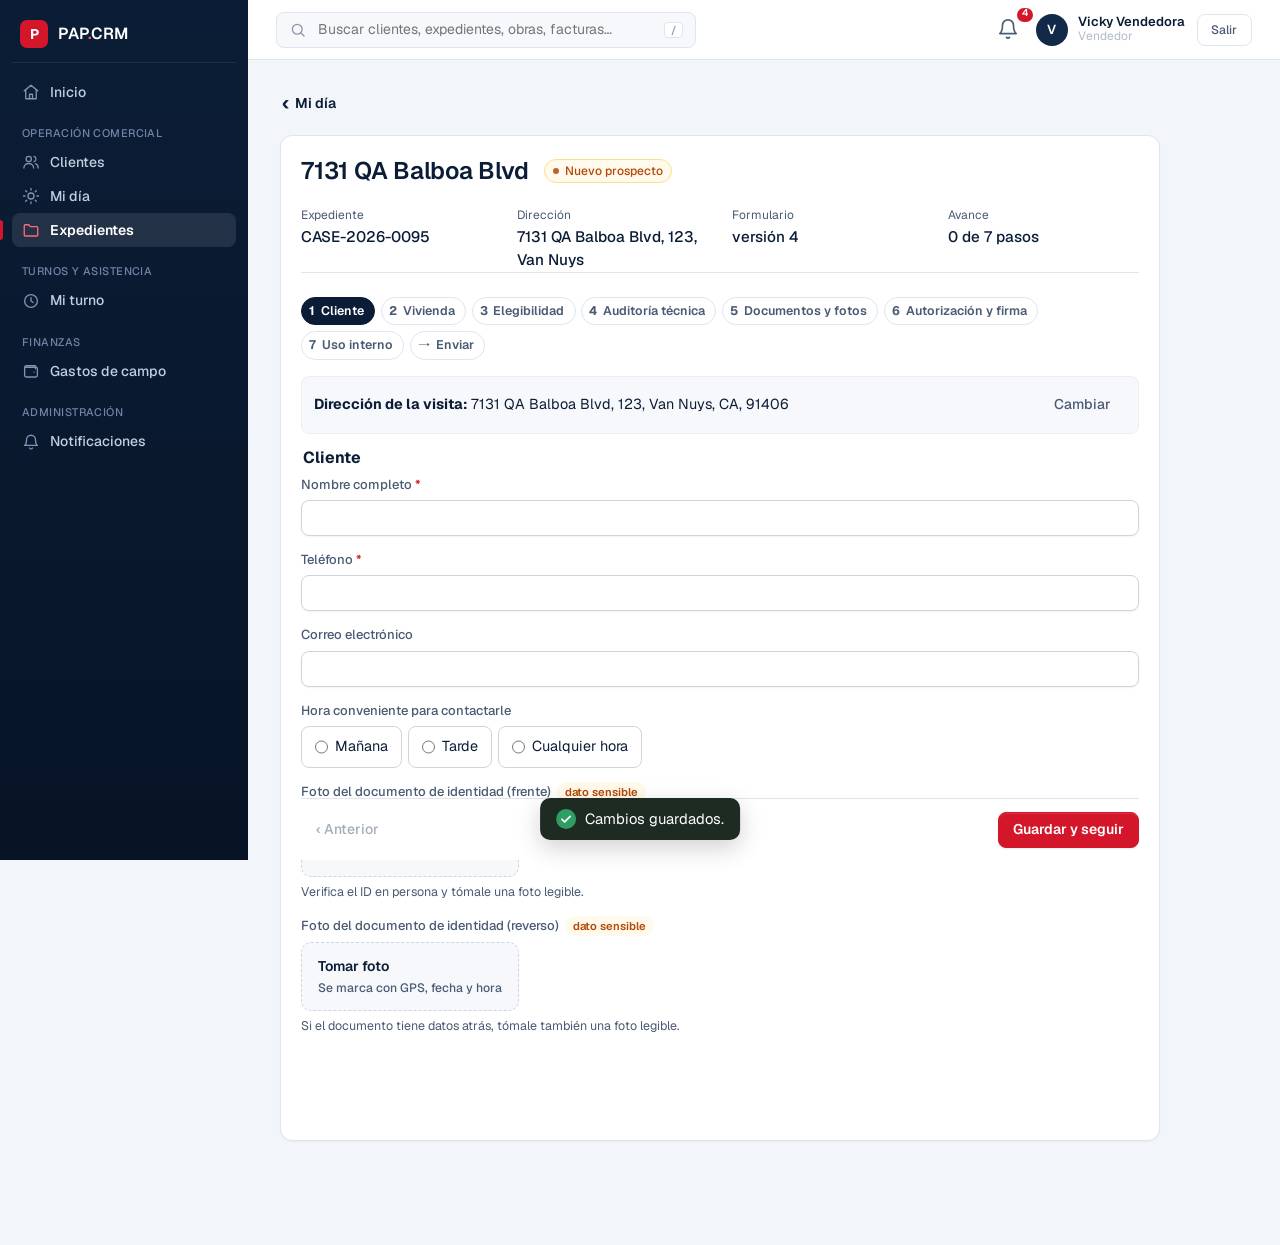 P PAP.CRM
Buscar clientes, expedientes, obras, facturas... /
4
V
Vicky Vendedora
Vendedor
Salir
Inicio
OPERACIÓN COMERCIAL
Clientes
Mi día
Expedientes
TURNOS Y ASISTENCIA
Mi turno
FINANZAS
Gastos de campo
ADMINISTRACIÓN
Notificaciones
‹ Mi día
7131 QA Balboa Blvd
Nuevo prospecto
Expediente
CASE-2026-0095
Dirección
7131 QA Balboa Blvd, 123,
Van Nuys
Formulario
versión 4
Avance
0 de 7 pasos
1 Cliente 2 Vivienda 3 Elegibilidad 4 Auditoría técnica 5 Documentos y fotos 6 Autorización y firma
7 Uso interno → Enviar
Dirección de la visita: 7131 QA Balboa Blvd, 123, Van Nuys, CA, 91406 Cambiar
Cliente
Nombre completo *
Teléfono *
Correo electrónico
Hora conveniente para contactarle
Mañana Tarde Cualquier hora
Foto del documento de identidad (frente) dato sensible
Cambios guardados.
‹ Anterior Guardar y seguir
Verifica el ID en persona y tómale una foto legible.
Foto del documento de identidad (reverso) dato sensible
Tomar foto
Se marca con GPS, fecha y hora
Si el documento tiene datos atrás, tómale también una foto legible.